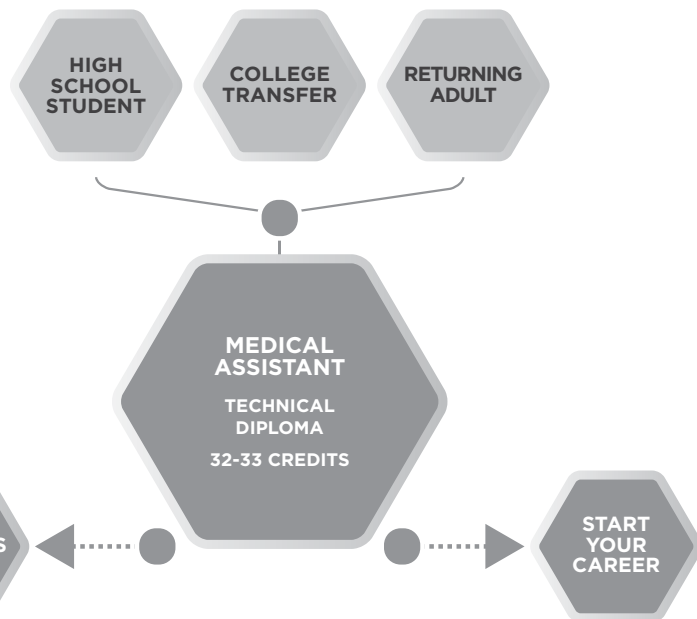 HIGH
SCHOOL
STUDENT
COLLEGE
TRANSFER
RETURNING
ADULT
MEDICAL
ASSISTANT
TECHNICAL
DIPLOMA
32-33 CREDITS
START
YOUR
CAREER